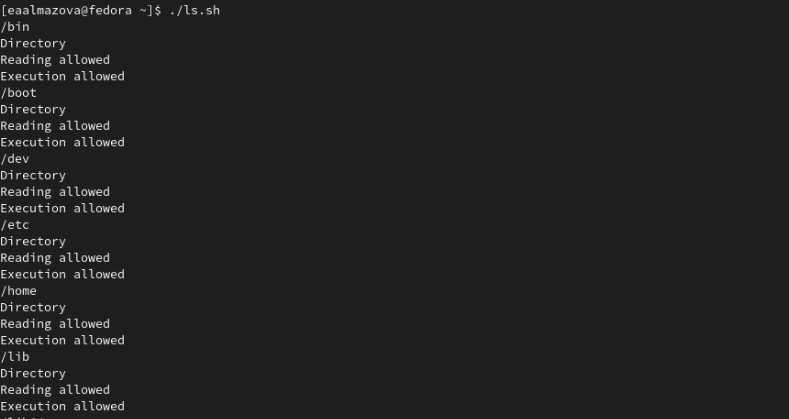 [eaalmazova@fedora ~]$ ./ls.sh
/bin
Directory
Reading allowed
Execution allowed
/boot
Directory
Reading allowed
Execution allowed
/dev
Directory
Reading allowed
Execution allowed
/etc
Directory
Reading allowed
Execution allowed
/home
Directory
Reading allowed
Execution allowed
/lib
Directory
Reading allowed
Execution allowed